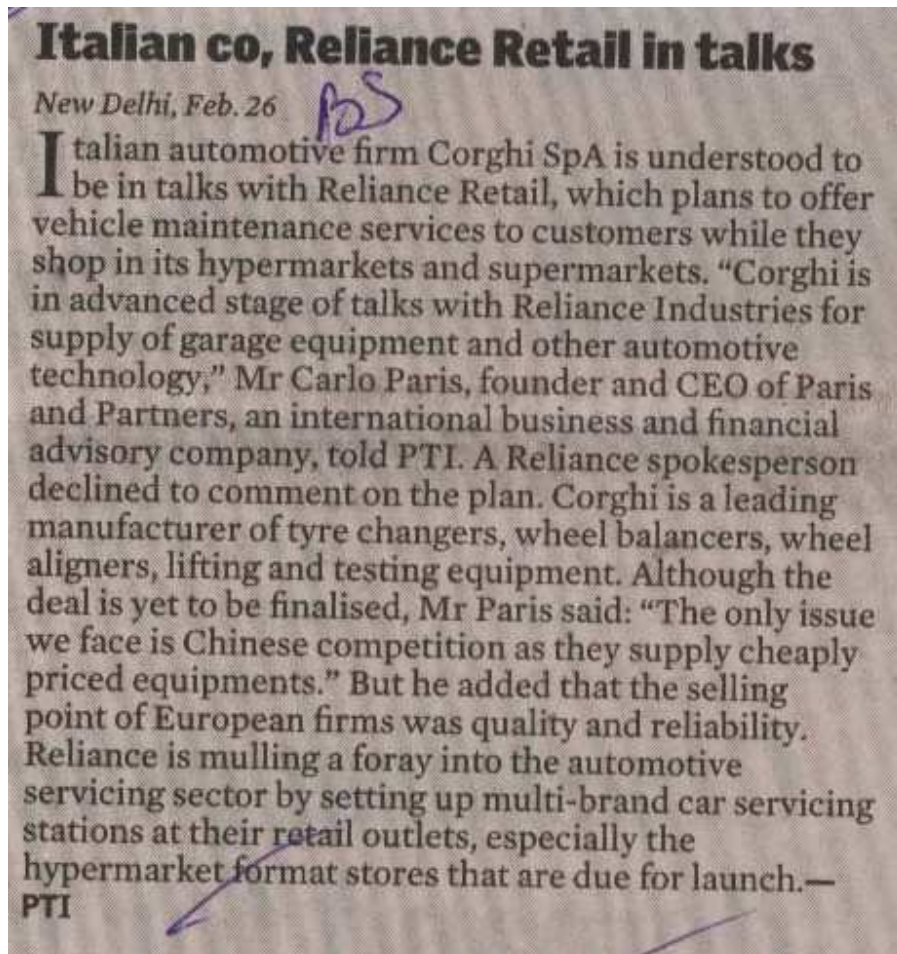 Italian co, Reliance Retail in talks
New Delhi, Feb. 26
Italian automotive firm Corghi SpA is understood to
be in talks with Reliance Retail, which plans to offer
vehicle maintenance services to customers while they
shop in its hypermarkets and supermarkets. “Corghi is
in advanced stage of talks with Reliance Industries for
supply of garage equipment and other automotive
technology,” Mr Carlo Paris, founder and CEO of Paris
and Partners, an international business and financial
advisory company, told PTI. A Reliance spokesperson
declined to comment on the plan. Corghi is a leading
manufacturer of tyre changers, wheel balancers, wheel
aligners, lifting and testing equipment. Although the
deal is yet to be finalised, Mr Paris said: “The only issue
we face is Chinese competition as they supply cheaply
priced equipments.” But he added that the selling
point of European firms was quality and reliability.
Reliance is mulling a foray into the automotive
servicing sector by setting up multi-brand car servicing
stations at their retail outlets, especially the
hypermarket format stores that are due for launch.—
PTI